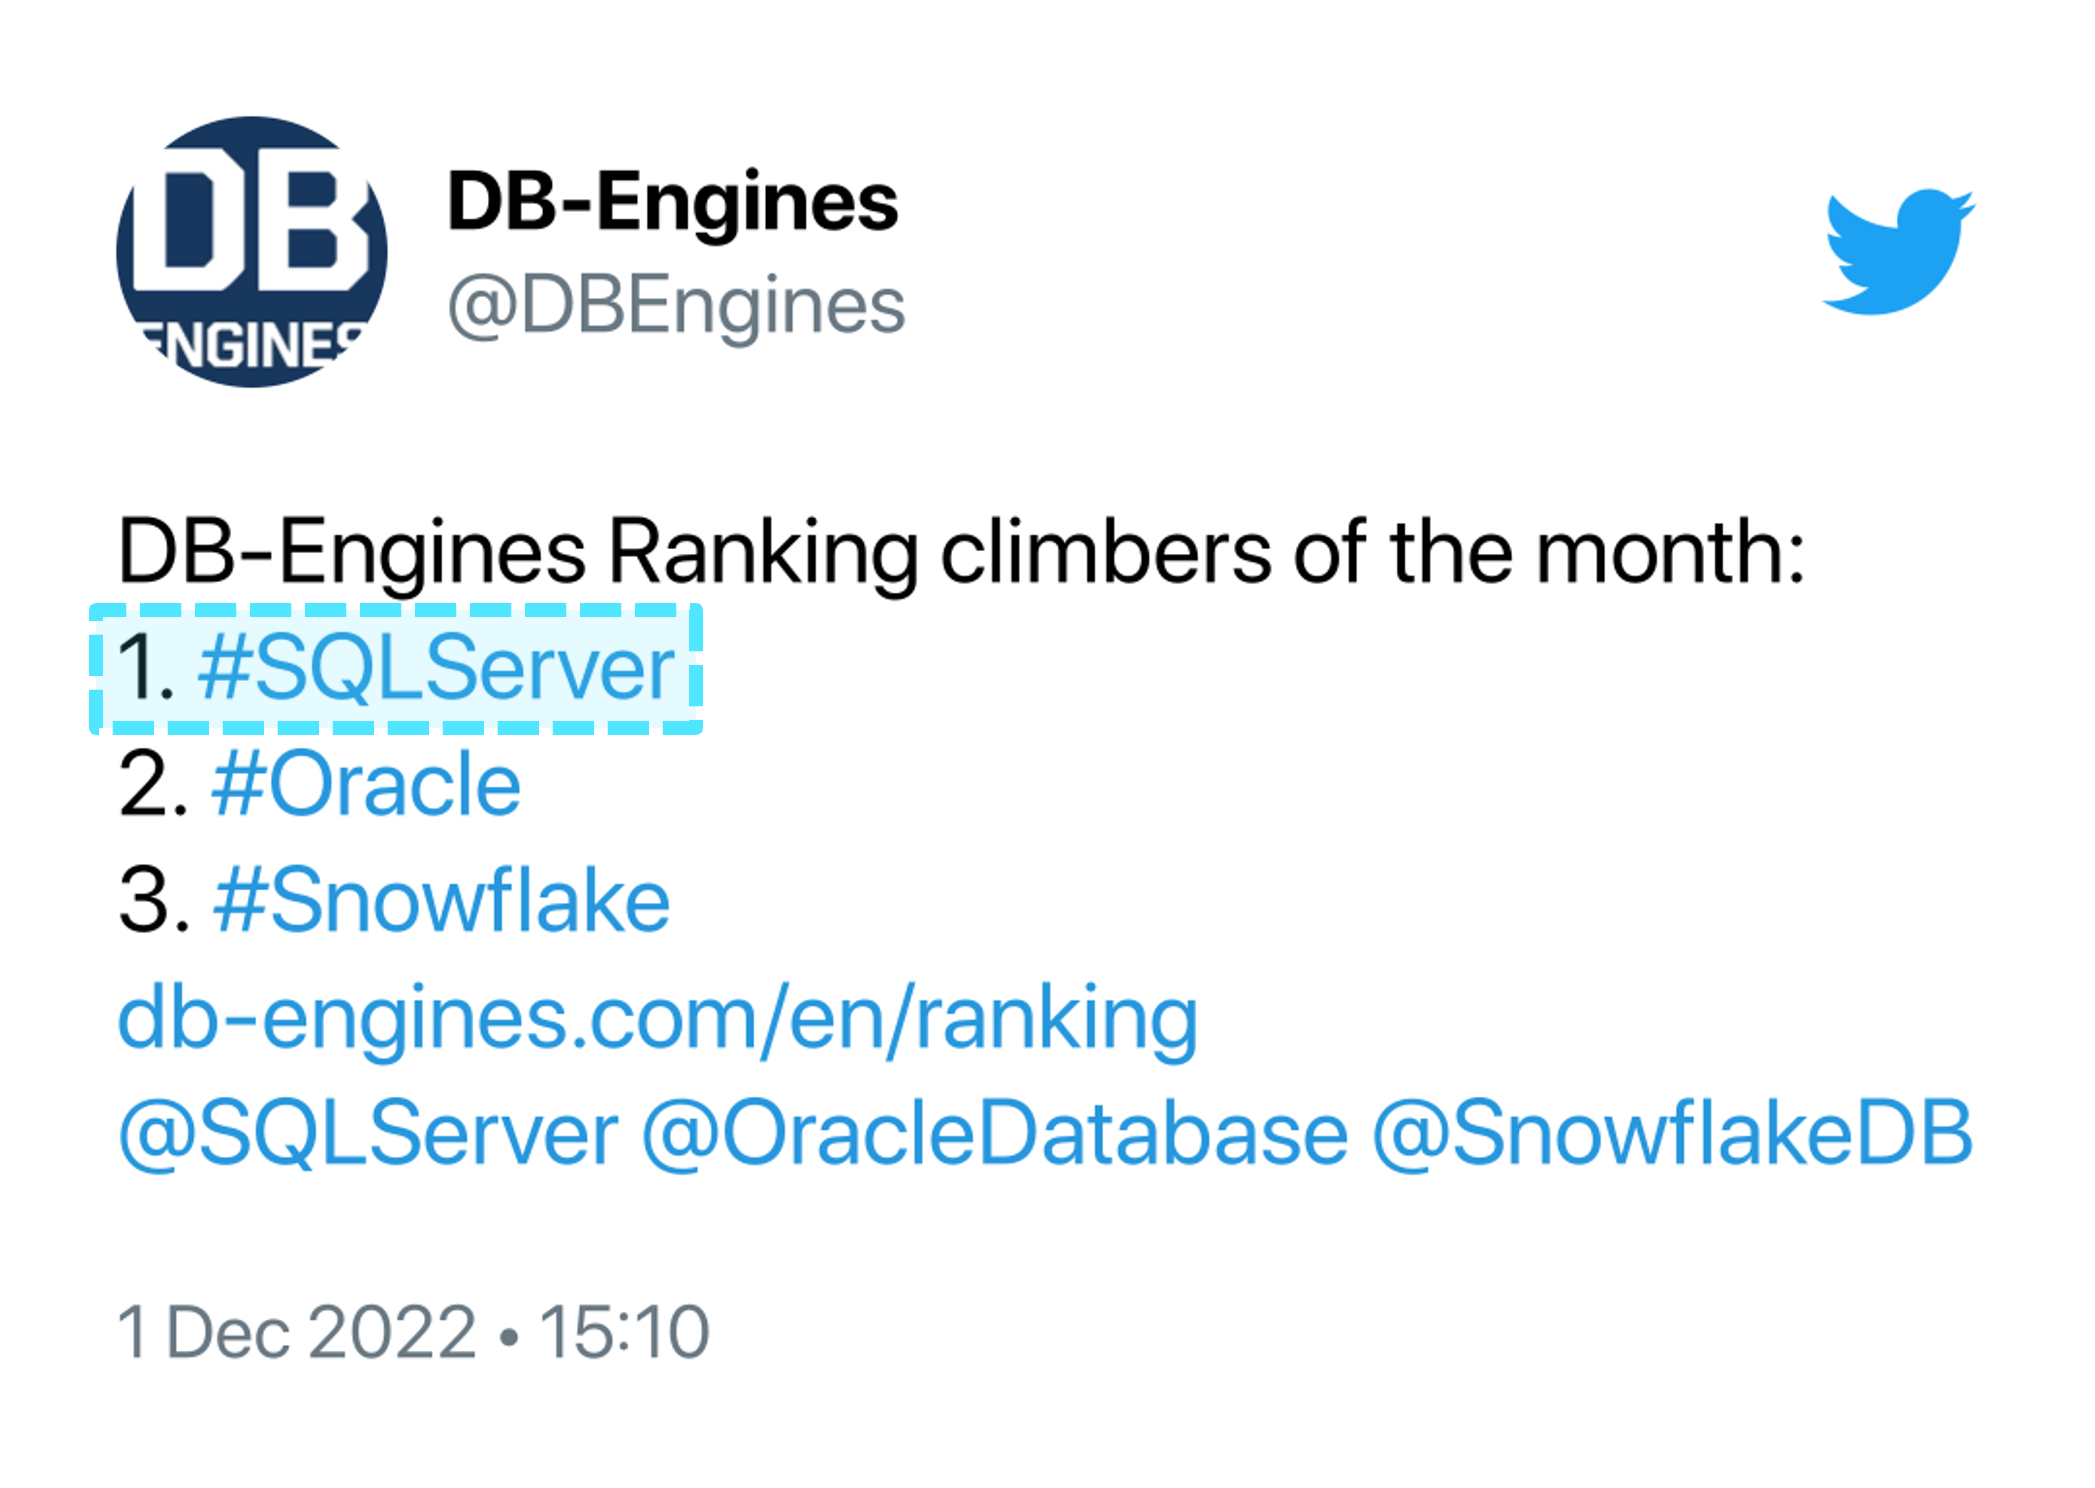 DB
ENGINES
DB-Engines
@DBEngines
DB-Engines Ranking climbers of the month:
1. #SQLServer
2. #Oracle
3. #Snowflake
db-engines.com/en/ranking
@SQLServer @OracleDatabase @SnowflakeDB
1 Dec 2022 • 15:10